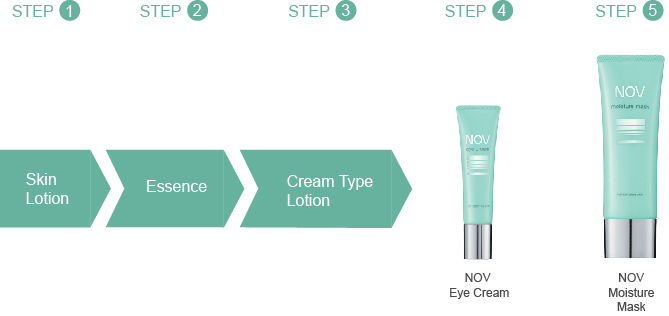 STEP 1
STEP 2
STEP 3
STEP 4
STEP 5
Skin
Lotion
Essence
Cream Type
Lotion
NOV
eye cream
NOV
moisture mask
NOV
Eye Cream
NOV
Moisture
Mask